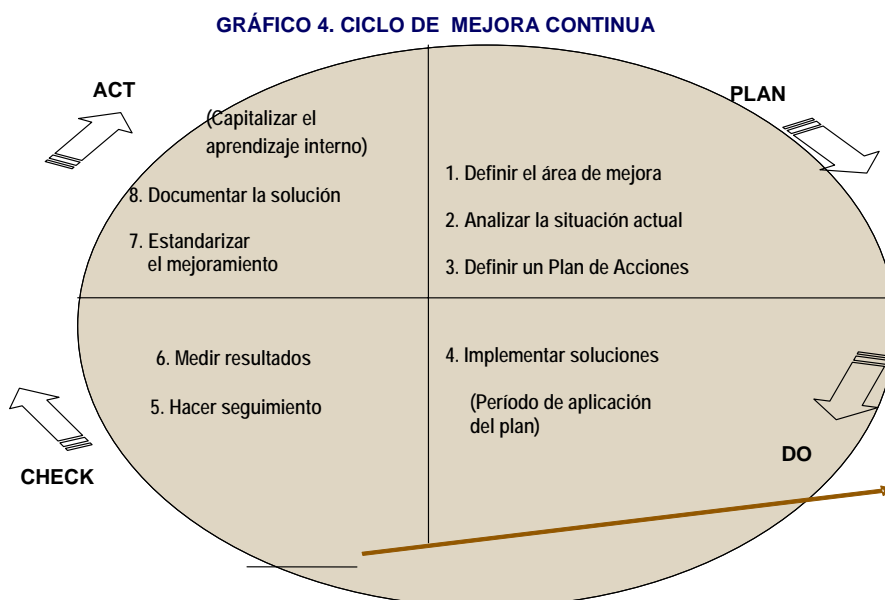 GRÁFICO 4. CICLO DE MEJORA CONTINUA
ACT
PLAN
(Capitalizar el
aprendizaje interno)
8. Documentar la solución
7. Estandarizar
el mejoramiento
1. Definir el área de mejora
2. Analizar la situación actual
3. Definir un Plan de Acciones
6. Medir resultados
5. Hacer seguimiento
4. Implementar soluciones
(Período de aplicación
del plan)
CHECK
DO